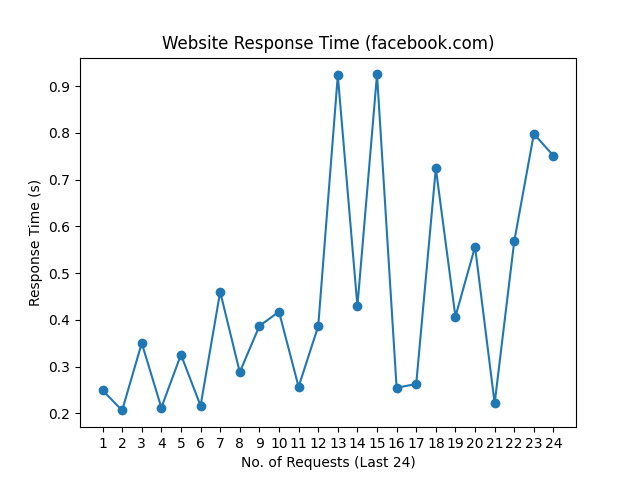 Website Response Time (facebook.com)
0.9
0.8
0.7
0.6
0.5
0.4
0.3
0.2
Response Time (s)
1 2 3 4 5 6 7 8 9 10 11 12 13 14 15 16 17 18 19 20 21 22 23 24
No. of Requests (Last 24)